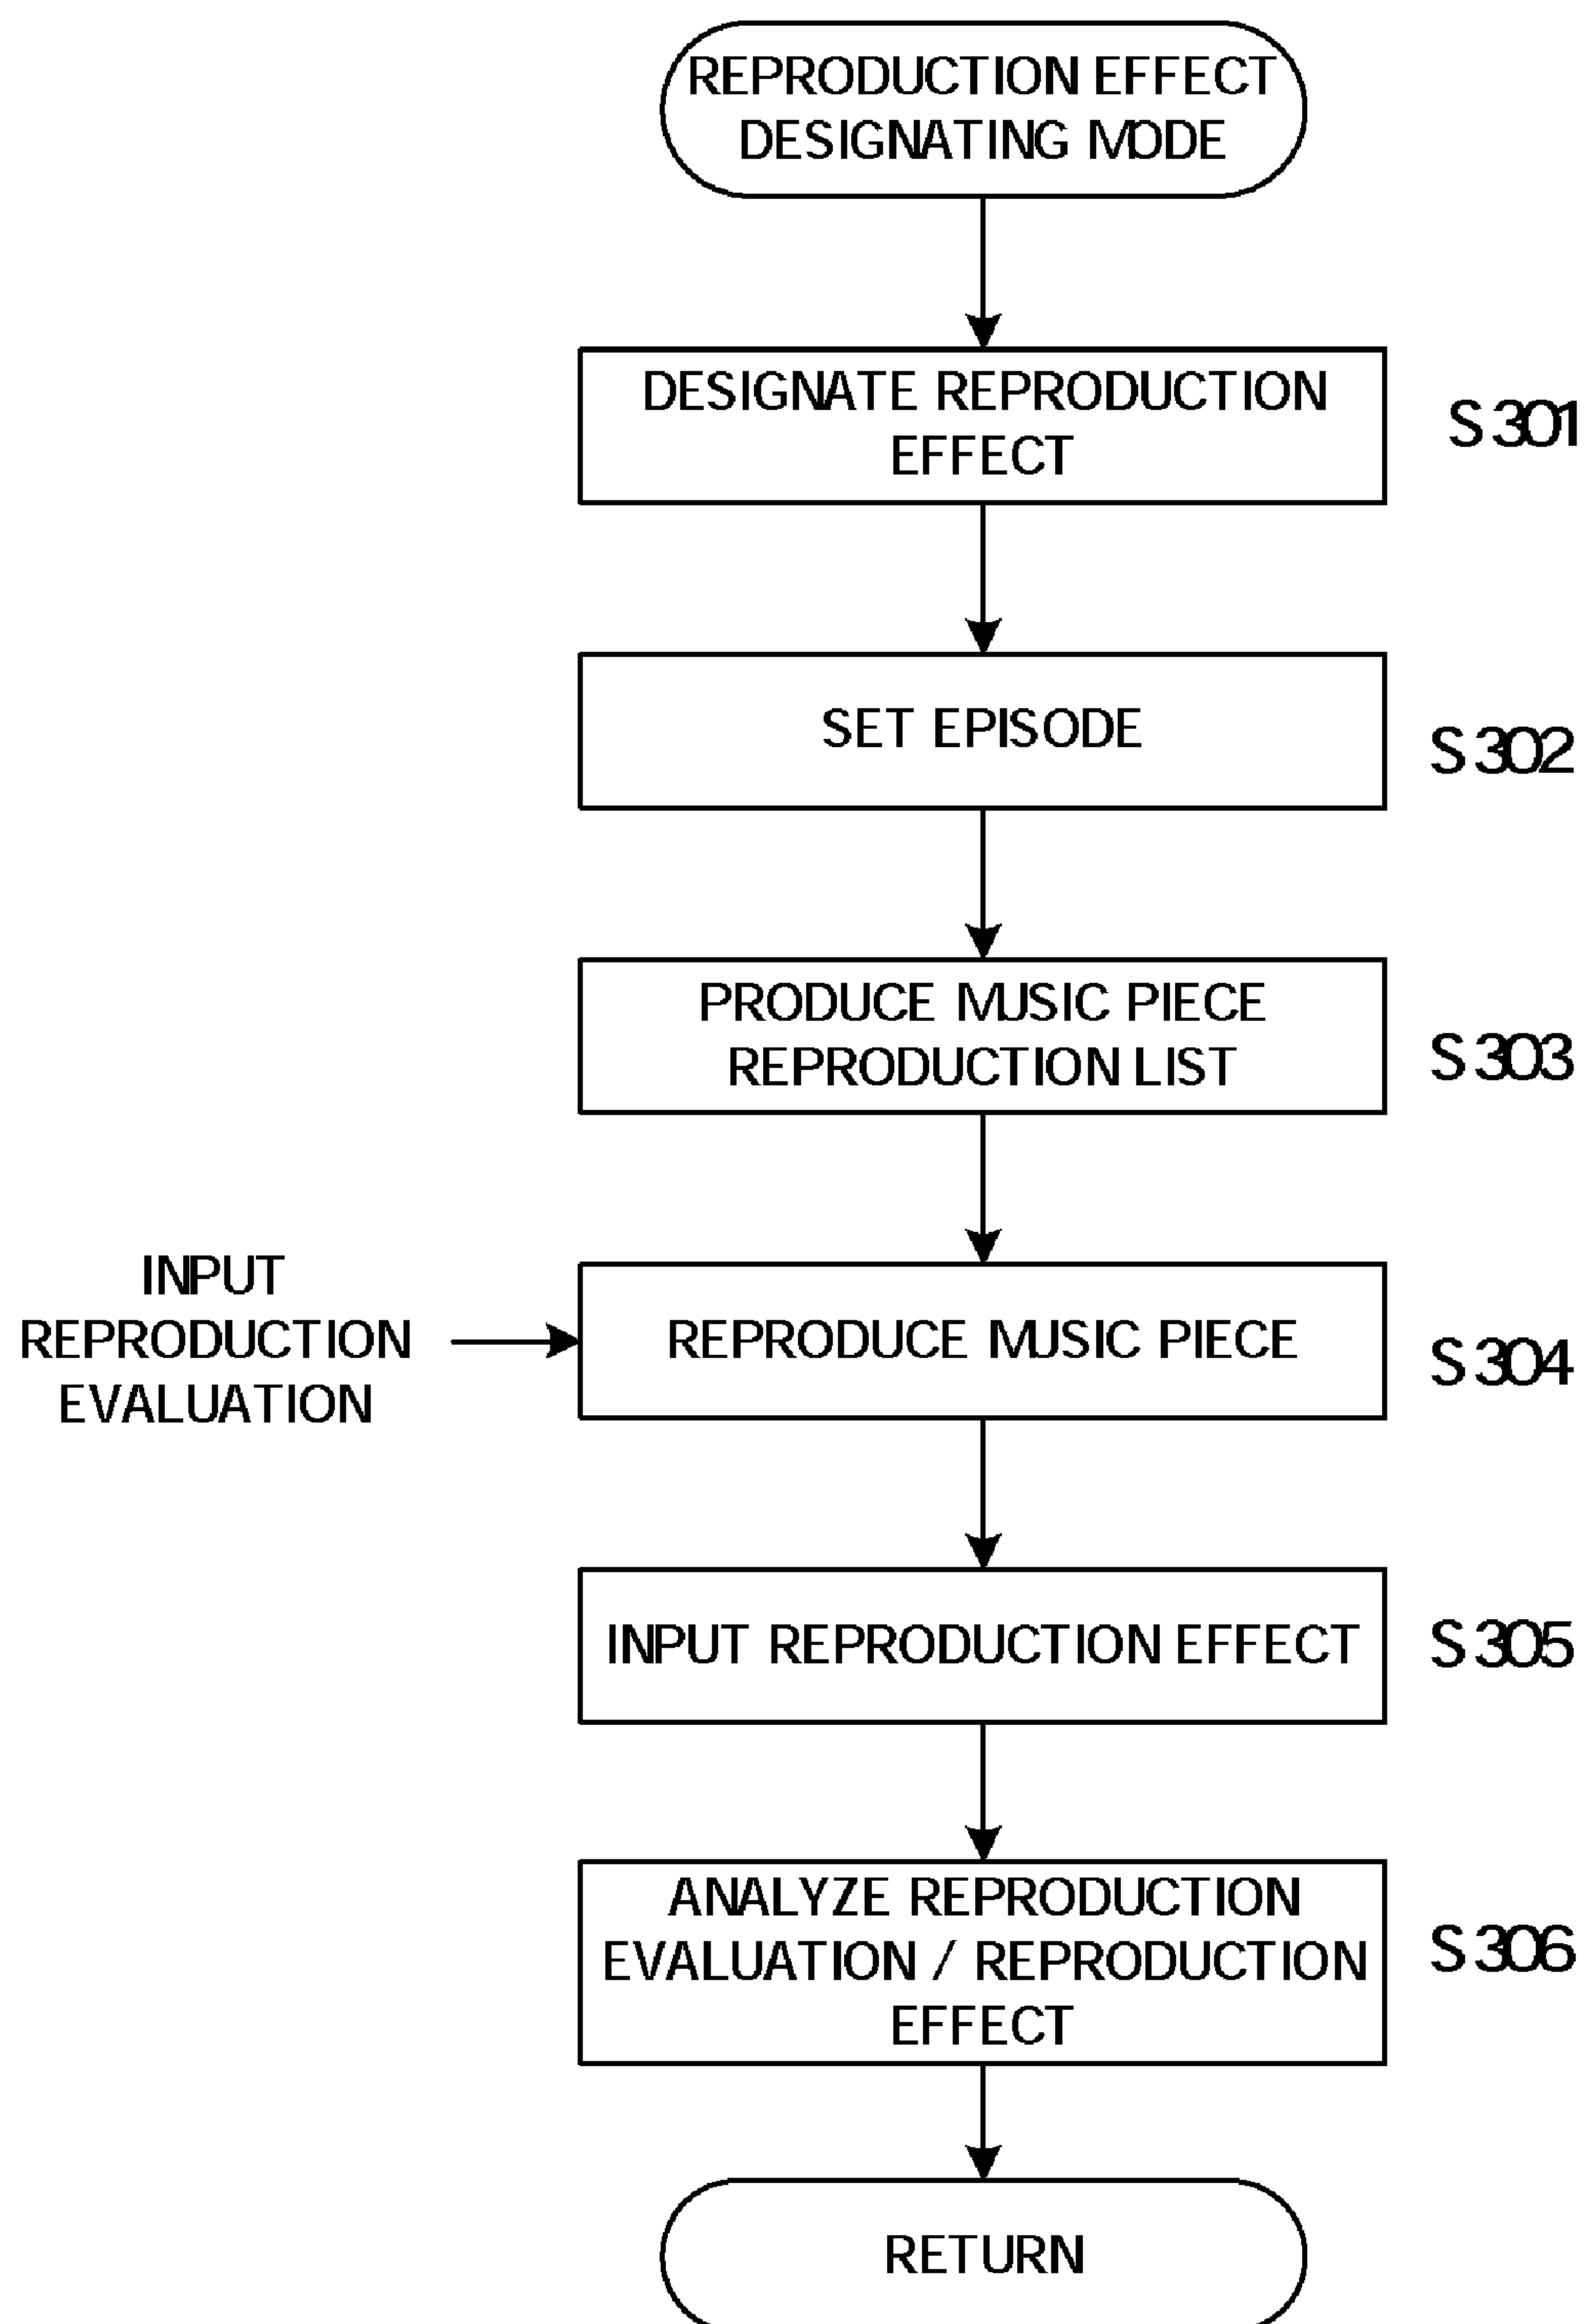 REPRODUCTION EFFECT
DESIGNATING MODE
DESIGNATE REPRODUCTION
EFFECT
S301
SET EPISODE
S302
PRODUCE MUSIC PIECE
REPRODUCTION LIST
S303
INPUT
REPRODUCTION
EVALUATION
REPRODUCE MUSIC PIECE
S304
INPUT REPRODUCTION EFFECT
S305
ANALYZE REPRODUCTION
EVALUATION / REPRODUCTION
EFFECT
S306
RETURN